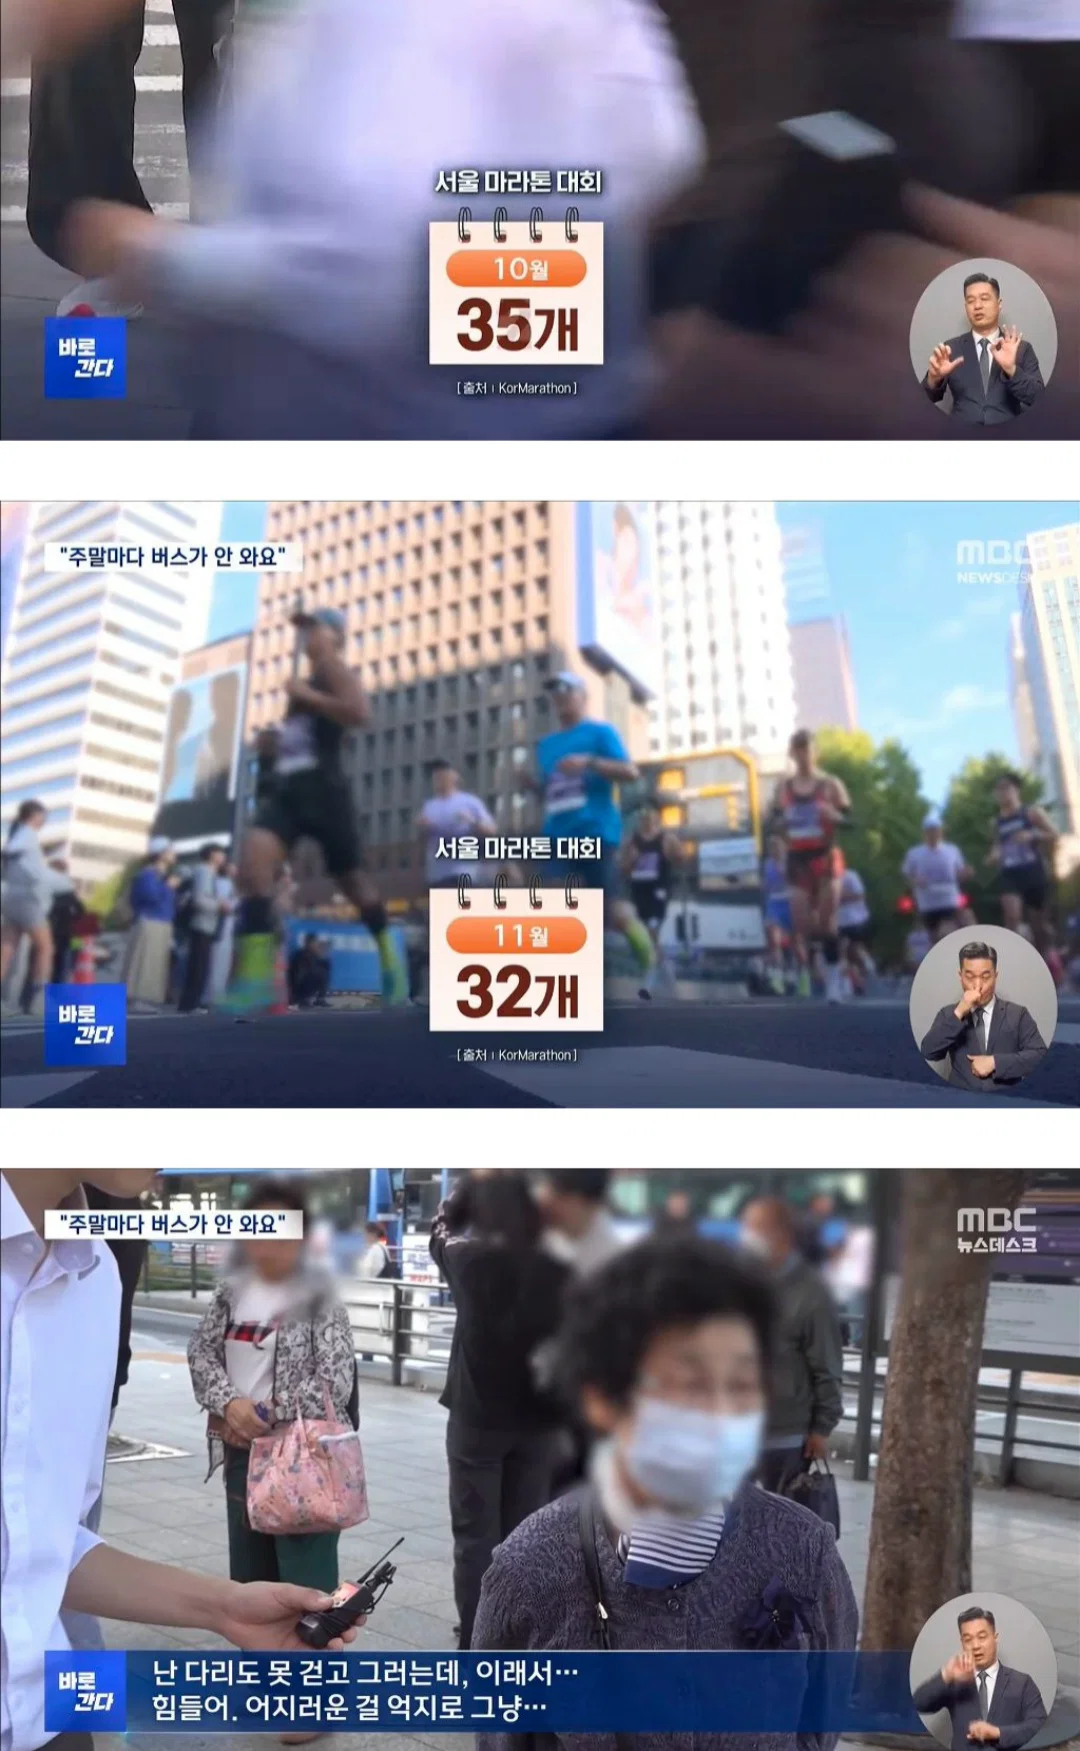 서울 마라톤 대회
10월
35개
바로
간다
[출처 : KorMarathon]
"주말마다 버스가 안 와요"
MBC
NEWSDES
서울 마라톤 대회
11월
32개
바로
간다
[출처 : KorMarathon]
"주말마다 버스가 안 와요"
MBC
뉴스데스크
바로
간다
난 다리도 못 걷고 그러는데, 이래서…
힘들어. 어지러운 걸 억지로 그냥…